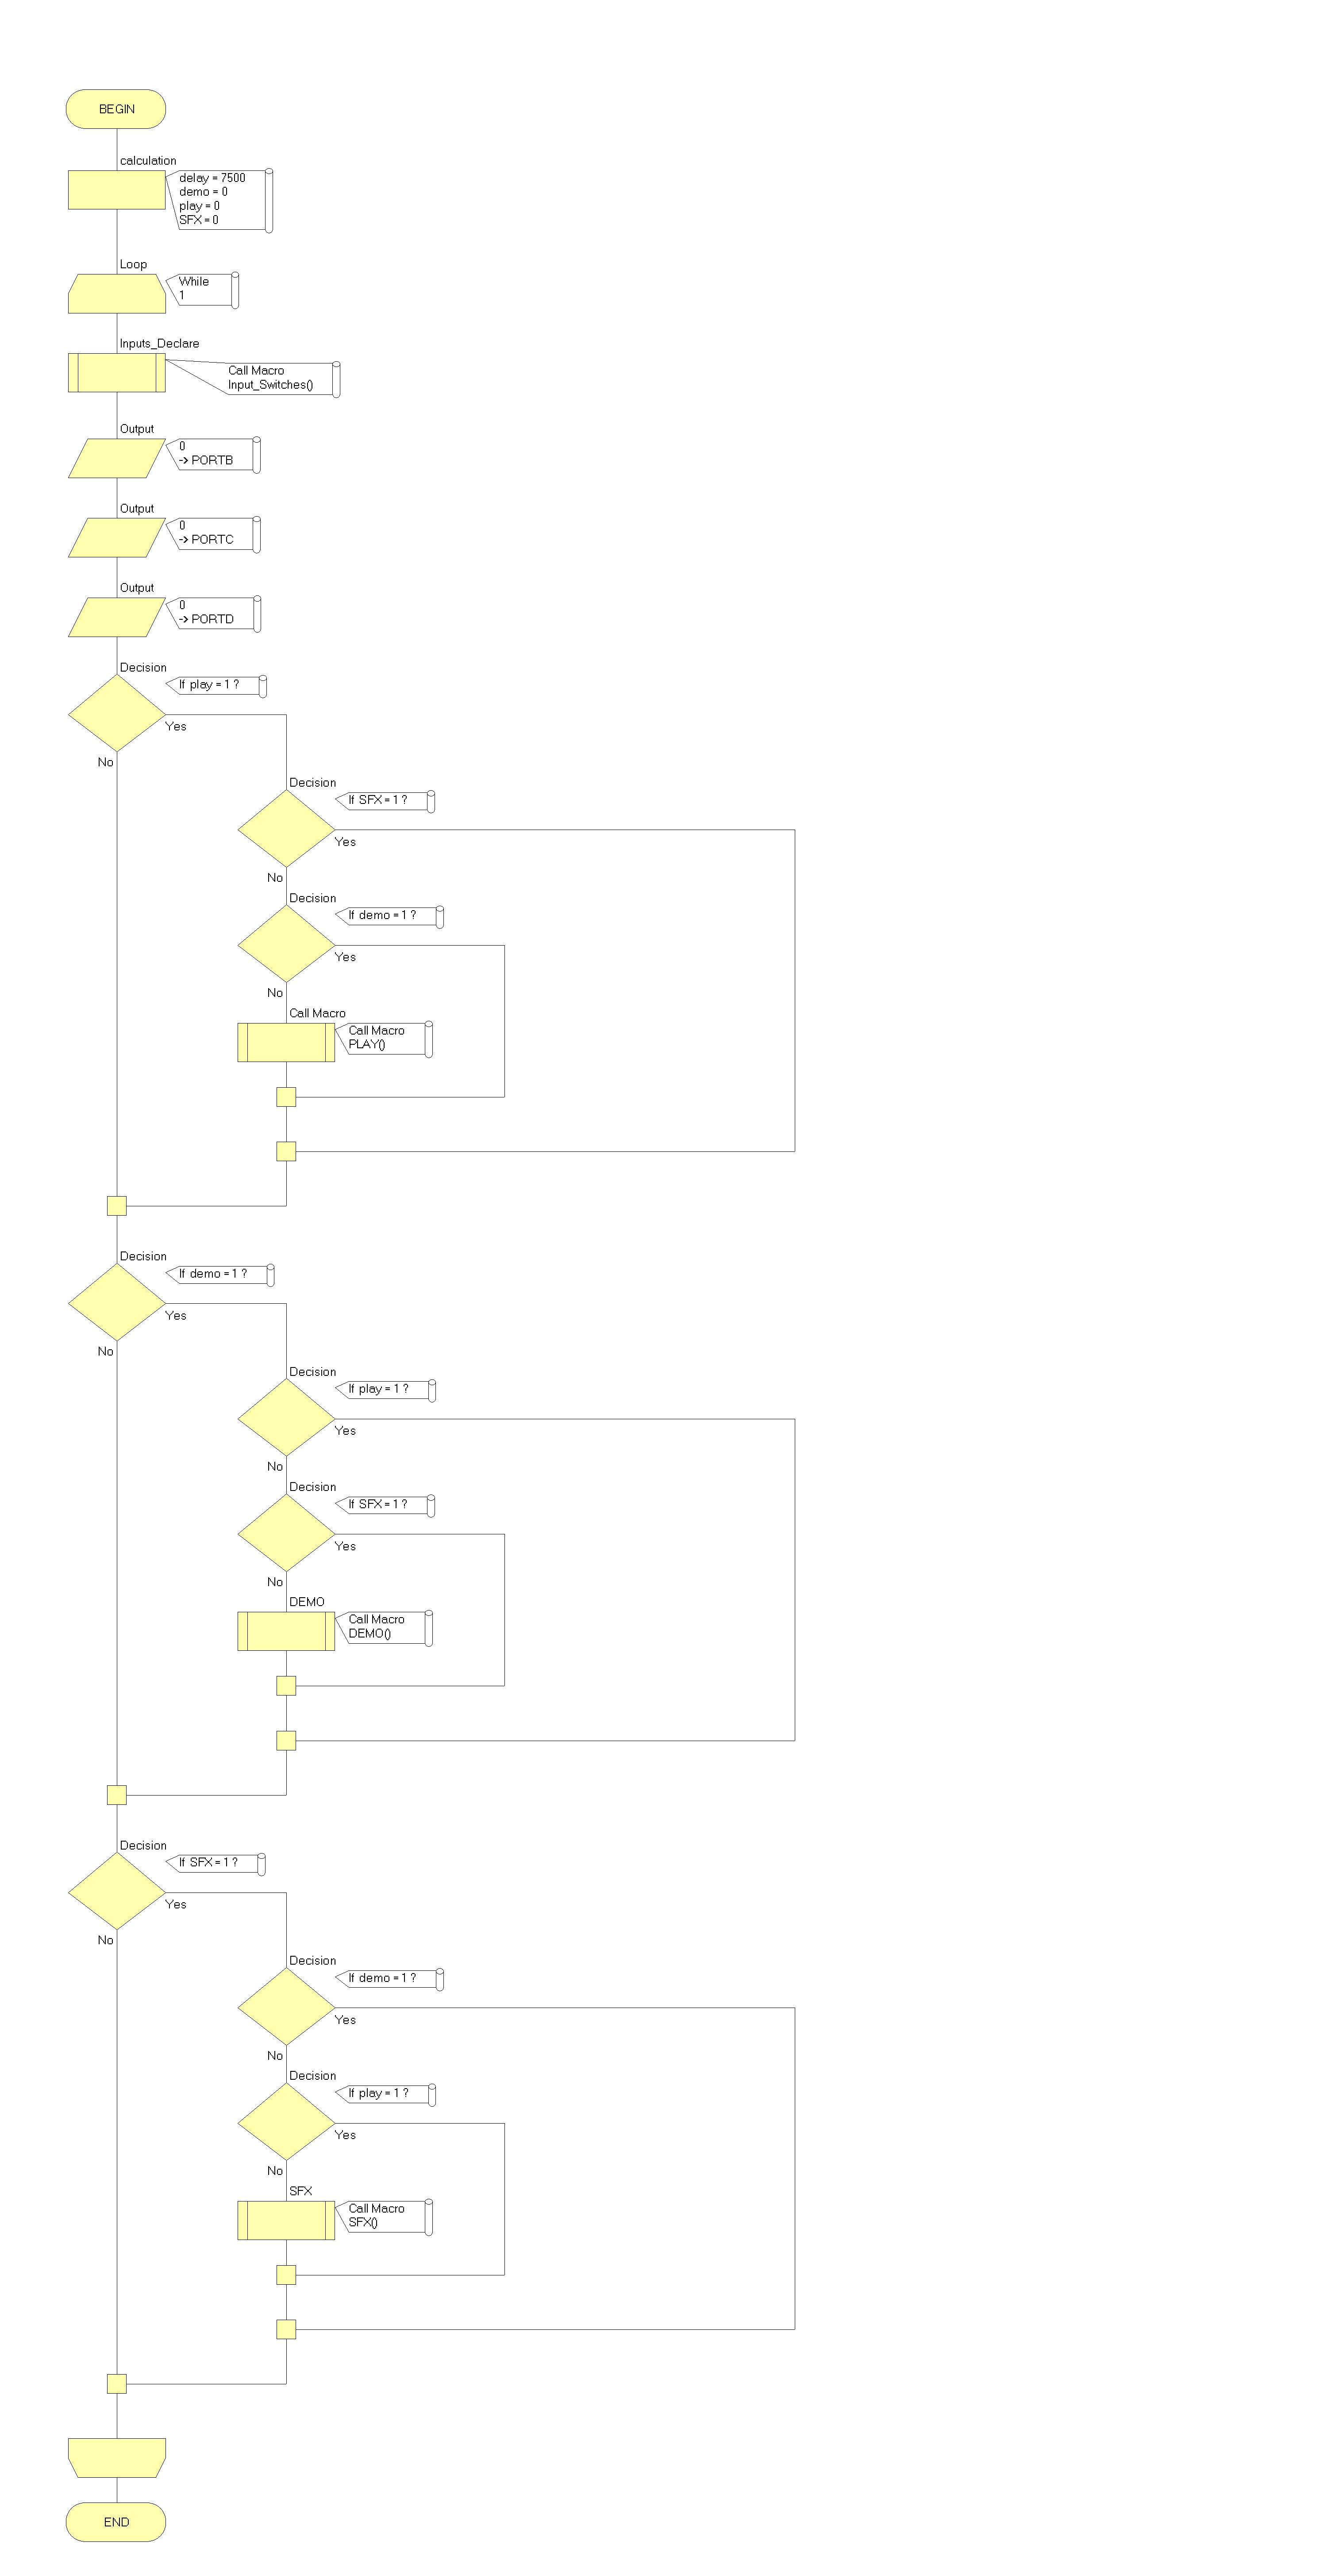 BEGIN
calculation
delay = 7500
demo = 0
play = 0
SFX = 0
Loop
While
1
Inputs_Declare
Call Macro
Input_Switches()
Output
0
-> PORTB
Output
0
-> PORTC
Output
0
-> PORTD
Decision
If play = 1 ?
Yes
No
Decision
If SFX = 1 ?
Yes
No
Decision
If demo = 1 ?
Yes
No
Call Macro
Call Macro
PLAY()
Decision
If demo = 1 ?
Yes
No
Decision
If play = 1 ?
Yes
No
Decision
If SFX = 1 ?
Yes
No
DEMO
Call Macro
DEMO()
Decision
If SFX = 1 ?
Yes
No
Decision
If demo = 1 ?
Yes
No
Decision
If play = 1 ?
Yes
No
SFX
Call Macro
SFX()
END